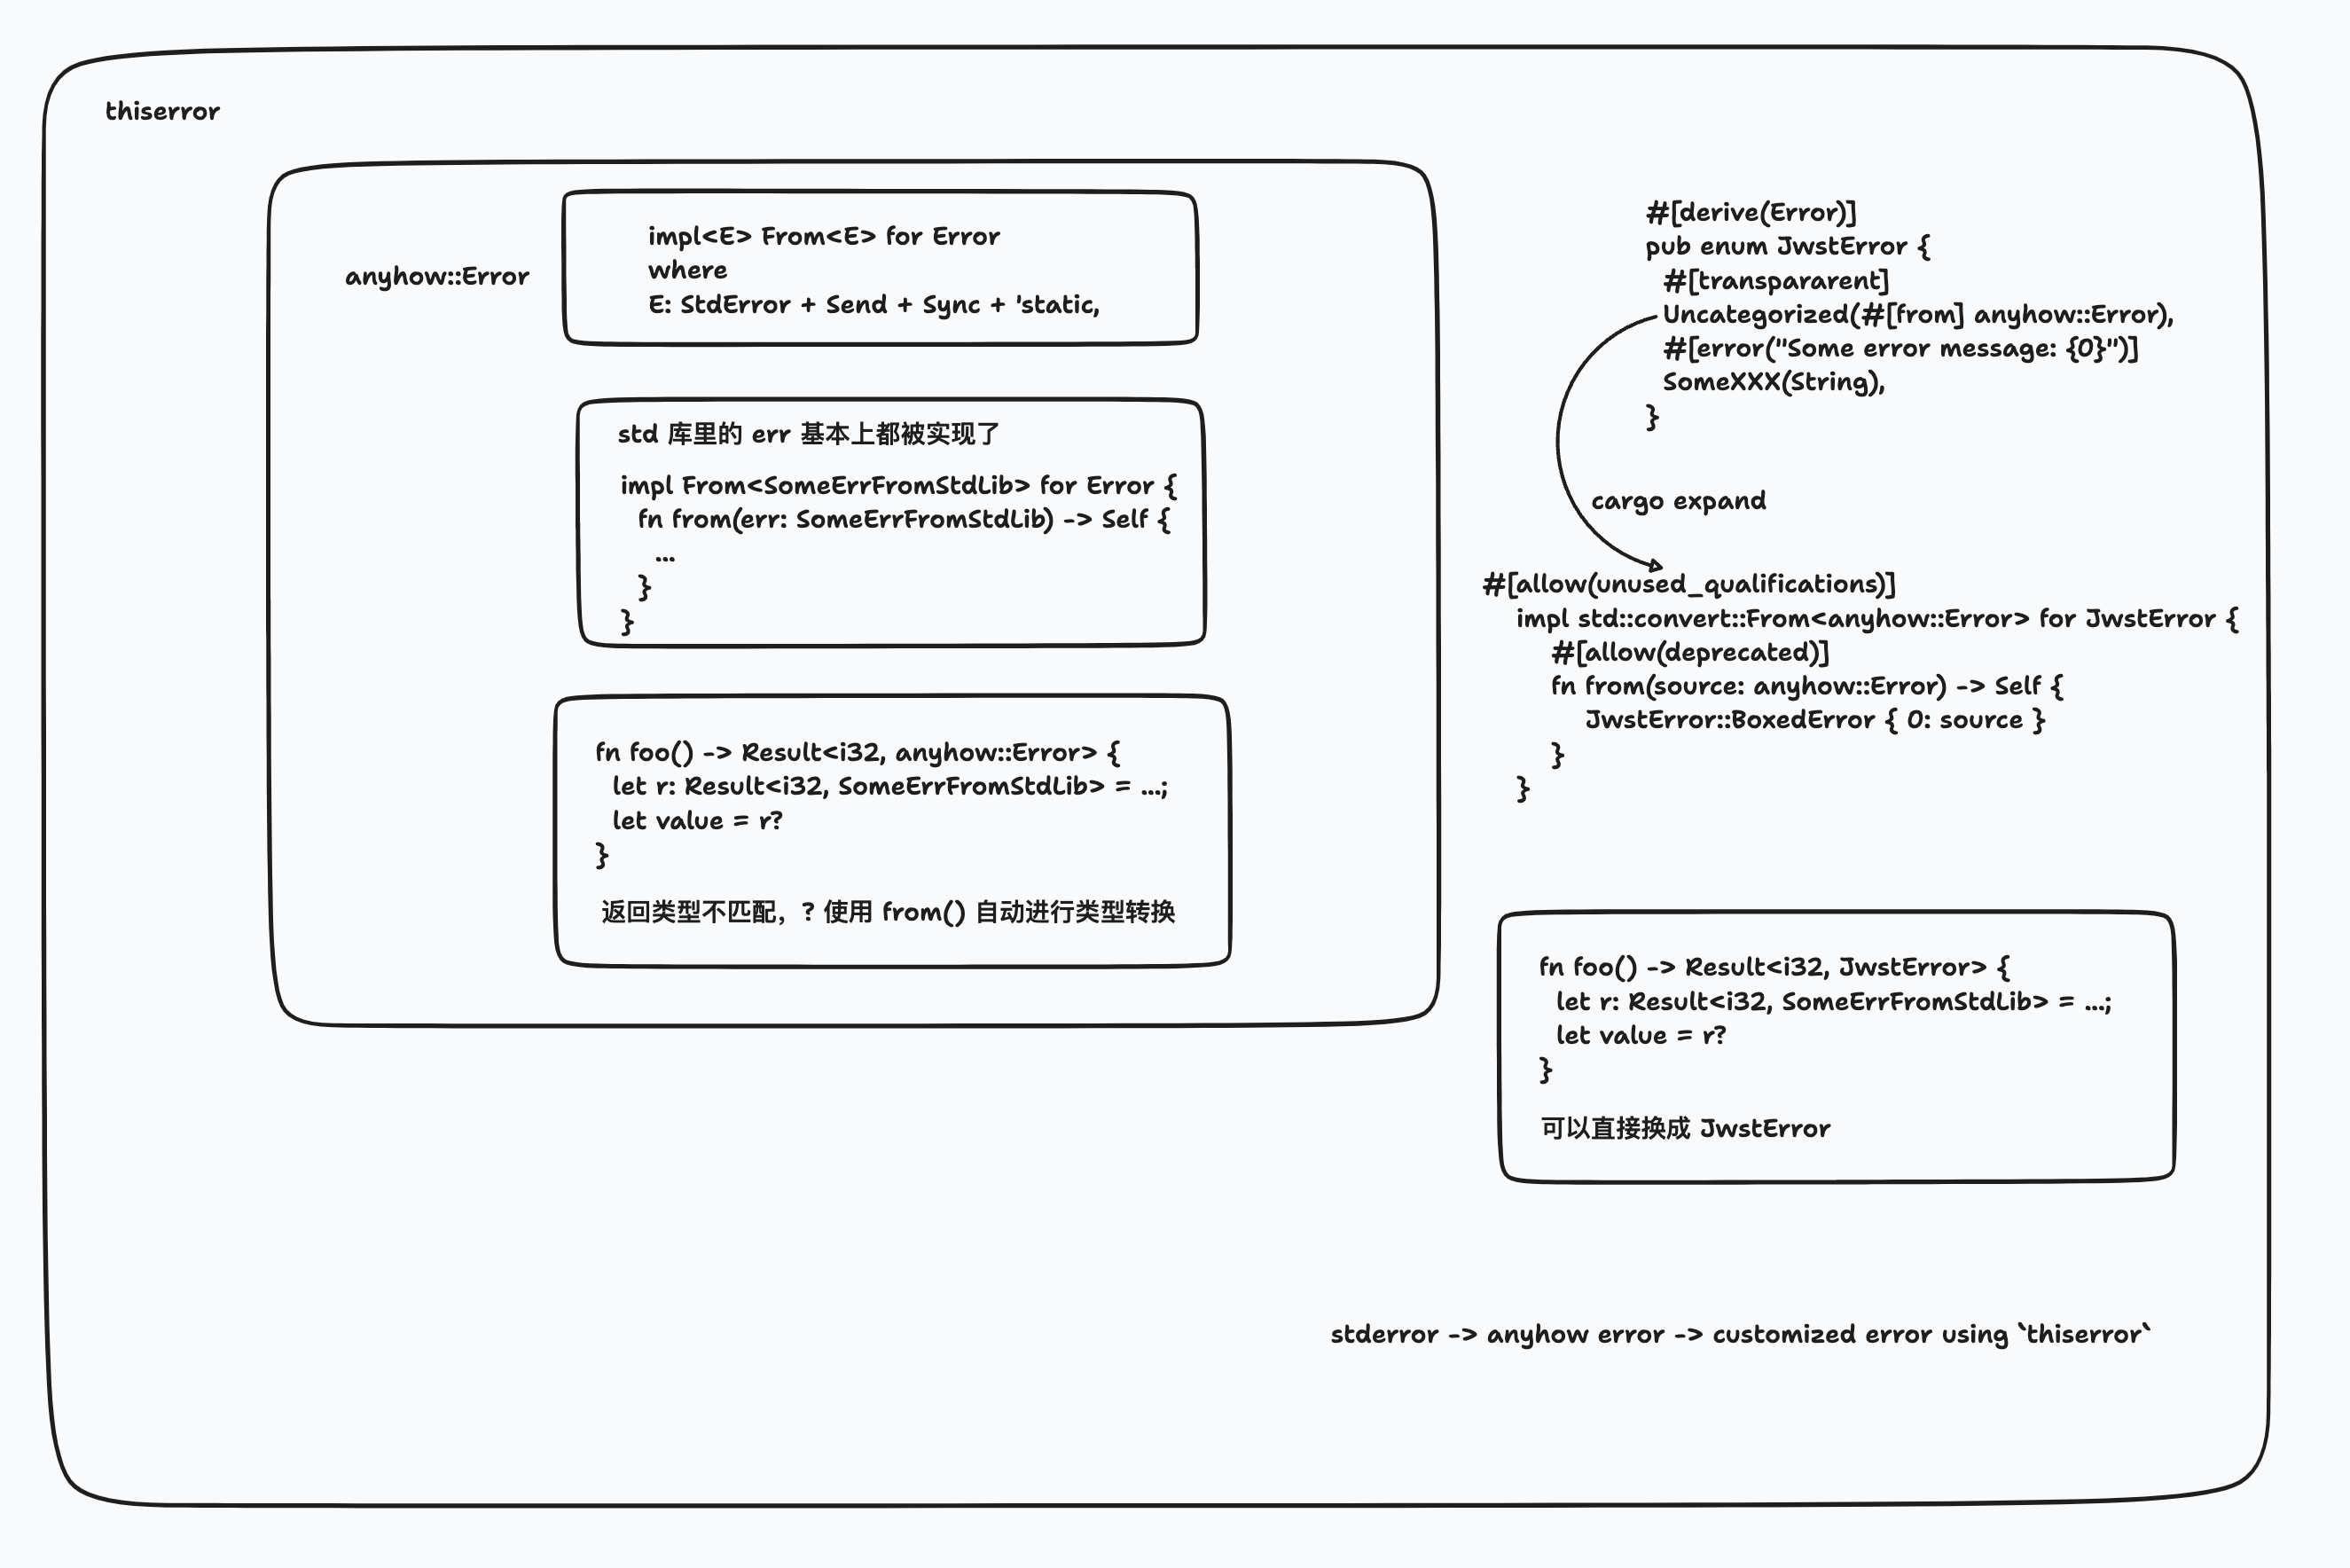 thiserror
anyhow::Error
impl<E> From<E> for Error
where
E: StdError + Send + Sync + 'static,
std 库里的 err 基本上都被实现了
impl From<SomeErrFromStdLib> for Error {
fn from(err: SomeErrFromStdLib) -> Self {
...
}
}
fn foo() -> Result<i32, anyhow::Error> {
let r: Result<i32, SomeErrFromStdLib> = ...;
let value = r?
}
返回类型不匹配，? 使用 from() 自动进行类型转换
#[derive(Error)]
pub enum JwstError {
#[transpararent]
Uncategorized(#[from] anyhow::Error),
#[error("Some error message: {0}")]
SomeXXX(String),
}
cargo expand
#[allow(unused_qualifications)]
impl std::convert::From<anyhow::Error> for JwstError {
#[allow(deprecated)]
fn from(source: anyhow::Error) -> Self {
JwstError::BoxedError { 0: source }
}
}
fn foo() -> Result<i32, JwstError> {
let r: Result<i32, SomeErrFromStdLib> = ...;
let value = r?
}
可以直接换成 JwstError
stderror -> anyhow error -> customized error using `thiserror`